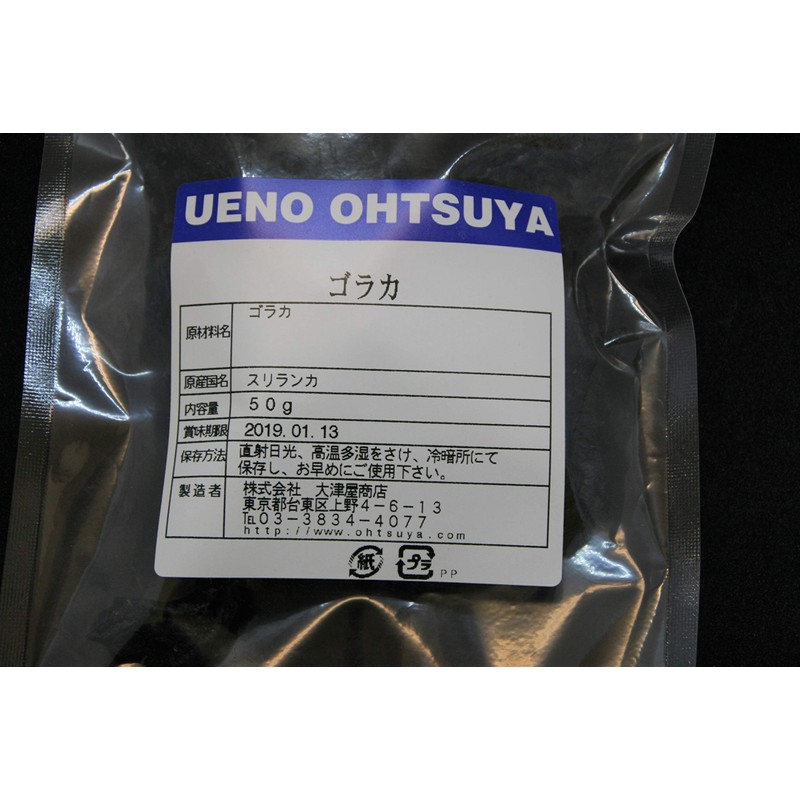 UENO OHTSUYA
ゴラカ
原材料名 ゴラカ
原産国名 スリランカ
内容量 50g
賞味期限 2019.01.13
保存方法 直射日光、高温多湿をさけ、冷暗所にて
保存し、お早めにご使用下さい。
製造者 株式会社 大津屋商店
東京都台東区上野4-6-13
℡03-3834-4077
http://www.ohtsuya.com
紙 プラ PP